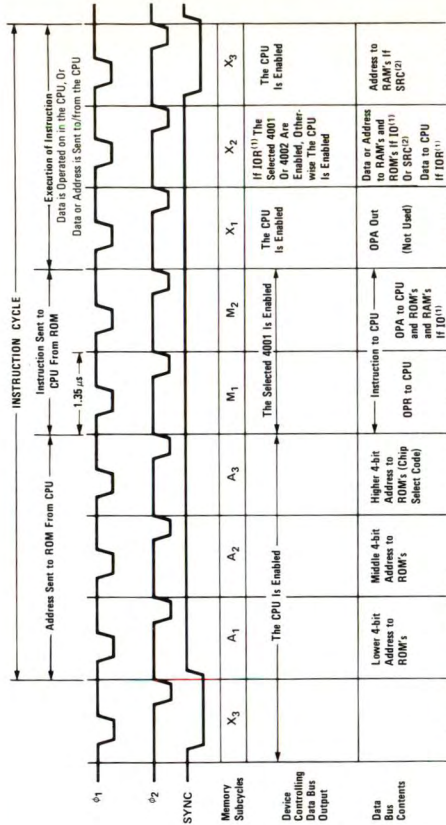 INSTRUCTION CYCLE
Address Sent to ROM From CPU
Instruction Sent to
CPU From ROM
Execution of Instruction
Data is Operated on in the CPU, Or
Data or Address is Sent to/from the CPU
1.35 μs
φ1
φ2
SYNC
Memory
Subcycles
X3
A1
A2
A3
M1
M2
X1
X2
X3
Device
Controlling
Data Bus
Output
The CPU Is Enabled
The Selected 4001 Is Enabled
The CPU
Is Enabled
If IOR(1) The
Selected 4001
Or 4002 Are
Enabled, Other-
wise The CPU
Is Enabled
The CPU
Is Enabled
Data
Bus
Contents
Lower 4-bit
Address to
ROM's
Middle 4-bit
Address to
ROM's
Higher 4-bit
Address to
ROM's (Chip
Select Code)
Instruction to CPU
OPR to CPU
OPA to CPU
and ROM's
and RAM's
If IO(1)
OPA Out
(Not Used)
Data or Address
to RAM's and
ROM's If IO(1)
Or SRC(2)
Data to CPU
If IOR(1)
Address to
RAM's If
SRC(2)